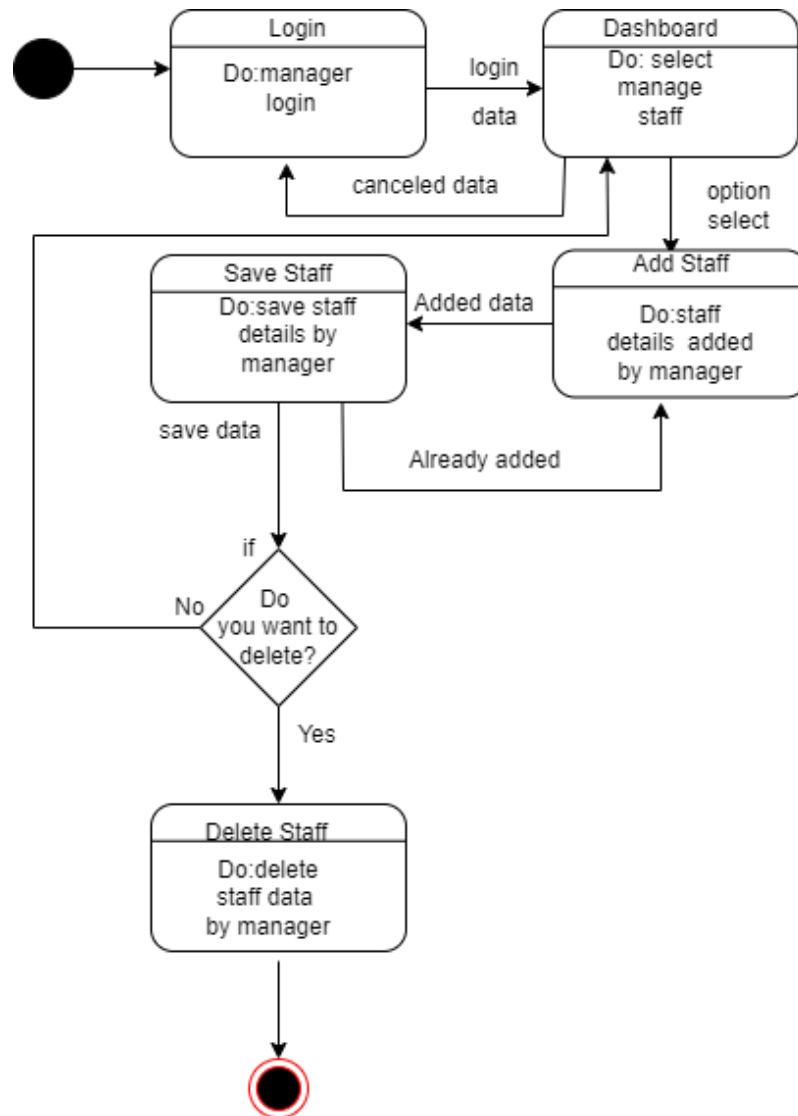 Login
Do:manager
login
login
data
Dashboard
Do: select
manage
staff
canceled data
option
select
Save Staff
Do:save staff
details by
manager
Added data
Add Staff
Do:staff
details added
by manager
save data
Already added
if
No
Do
you want to
delete?
Yes
Delete Staff
Do:delete
staff data
by manager